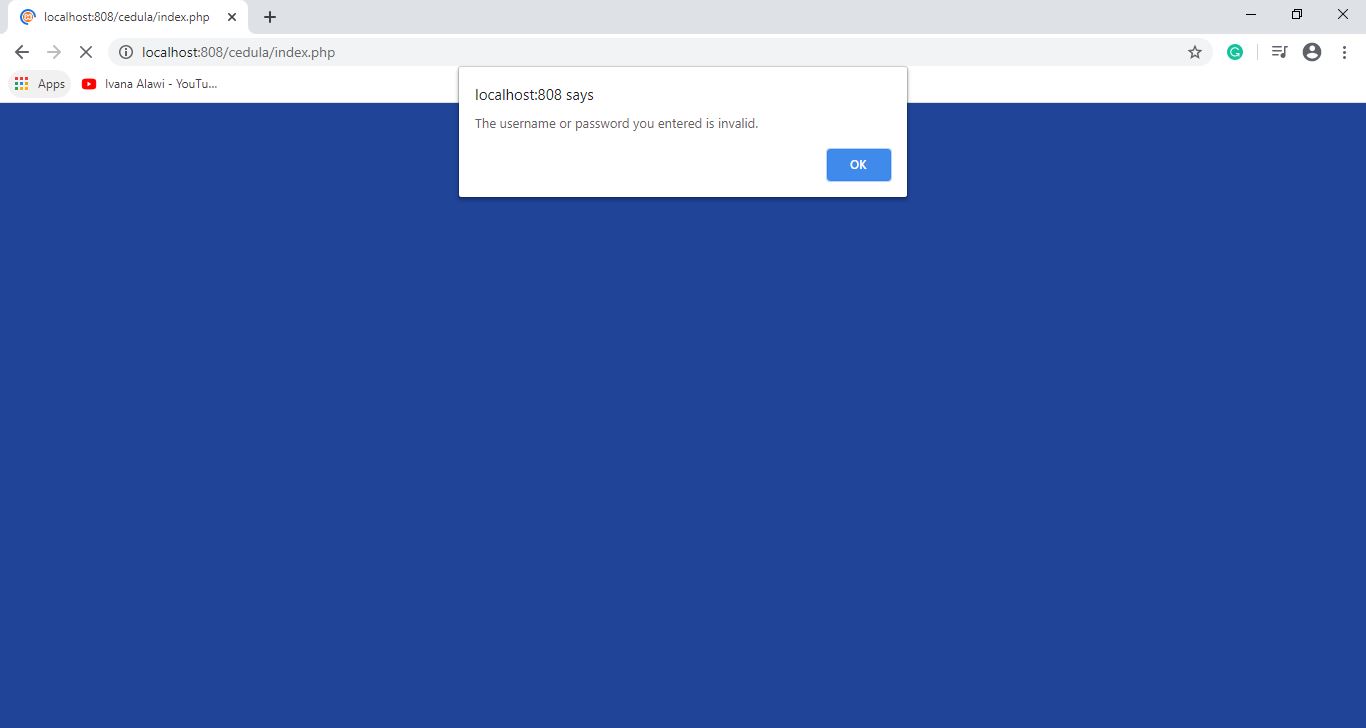 localhost:808/cedula/index.php
localhost:808/cedula/index.php
Apps
Ivana Alawi - YouTu...
localhost:808 says
The username or password you entered is invalid.
OK